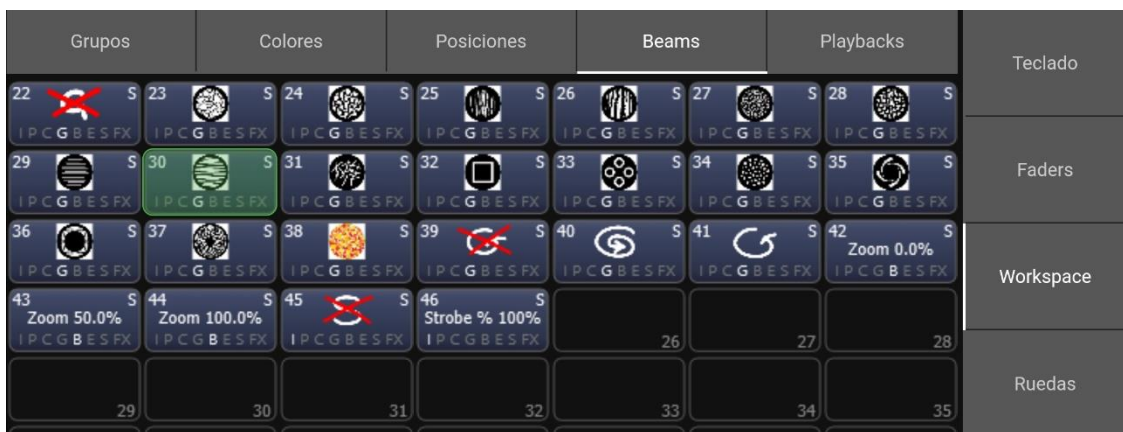 Grupos Colores Posiciones Beams Playbacks
Teclado
22 S 23 S 24 S 25 S 26 S 27 S 28 S
IPCGBESFX IPCGBESFX IPCGBESFX IPCGBESFX IPCGBESFX IPCGBESFX IPCGBESFX
29 S 30 S 31 S 32 S 33 S 34 S 35 S
Faders
IPCGBESFX IPCGBESFX IPCGBESFX IPCGBESFX IPCGBESFX IPCGBESFX IPCGBESFX
36 S 37 S 38 S 39 S 40 S 41 S 42 S
Zoom 0.0%
IPCGBESFX IPCGBESFX IPCGBESFX IPCGBESFX IPCGBESFX IPCGBESFX IPCGBESFX
Workspace
43 S 44 S 45 S 46 S
Zoom 50.0% Zoom 100.0% Strobe % 100%
IPCGBESFX IPCGBESFX IPCGBESFX IPCGBESFX 26 27 28
Ruedas
29 30 31 32 33 34 35